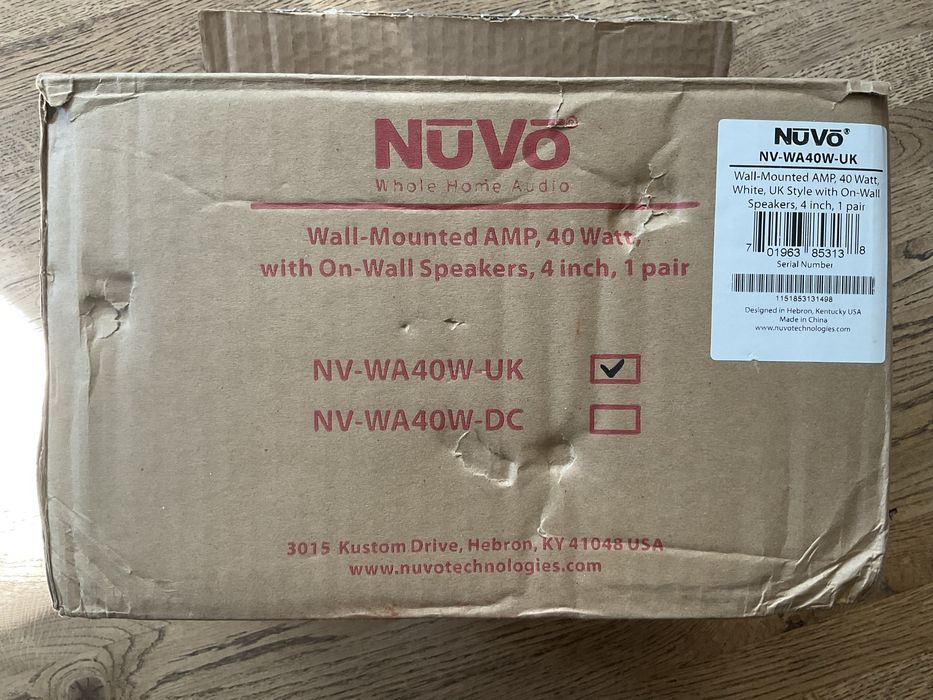 NŪVŌ®
Whole Home Audio
Wall-Mounted AMP, 40 Watt,
with On-Wall Speakers, 4 inch, 1 pair
NV-WA40W-UK
NV-WA40W-DC
3015 Kustom Drive, Hebron, KY 41048 USA
www.nuvotechnologies.com
NŪVŌ®
NV-WA40W-UK
Wall-Mounted AMP, 40 Watt,
White, UK Style with On-Wall
Speakers, 4 inch, 1 pair
7 01963 85313 8
Serial Number
1151853131498
Designed in Hebron, Kentucky USA
Made in China
www.nuvotechnologies.com